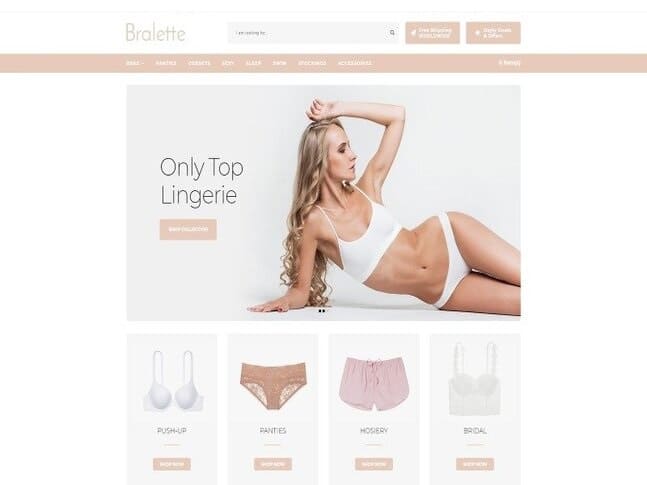 Bralette
I am looking for...
Free Shipping
WORLDWIDE
Daily Deals
& Offers
BRAS
PANTIES
CORSETS
SEXY
SLEEP
SWIM
STOCKINGS
ACCESSORIES
0 item(s)
Only Top
Lingerie
SHOP COLLECTION
PUSH-UP
PANTIES
HOSIERY
BRIDAL
SHOP NOW
SHOP NOW
SHOP NOW
SHOP NOW